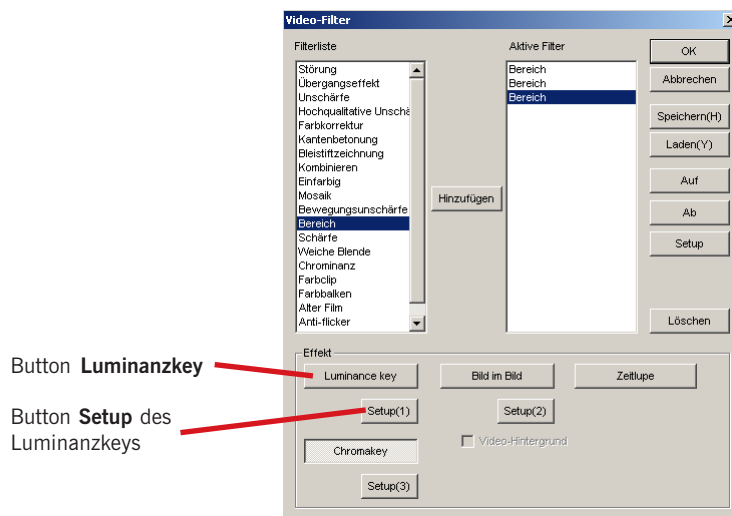 Video-Filter
Filterliste
Aktive Filter
Störung
Übergangseffekt
Unschärfe
Hochqualitative Unschä
Farbkorrektur
Kantenbetonung
Bleistiftzeichnung
Kombinieren
Einfarbig
Mosaik
Bewegungsunschärfe
Bereich
Schärfe
Weiche Blende
Chrominanz
Farbclip
Farbbalken
Alter Film
Anti-flicker
Hinzufügen
Bereich
Bereich
Bereich
OK
Abbrechen
Speichern(H)
Laden(Y)
Auf
Ab
Setup
Löschen
Effekt
Luminance key
Bild im Bild
Zeitlupe
Setup(1)
Setup(2)
Video-Hintergrund
Chromakey
Setup(3)
Button Luminanzkey
Button Setup des
Luminanzkeys